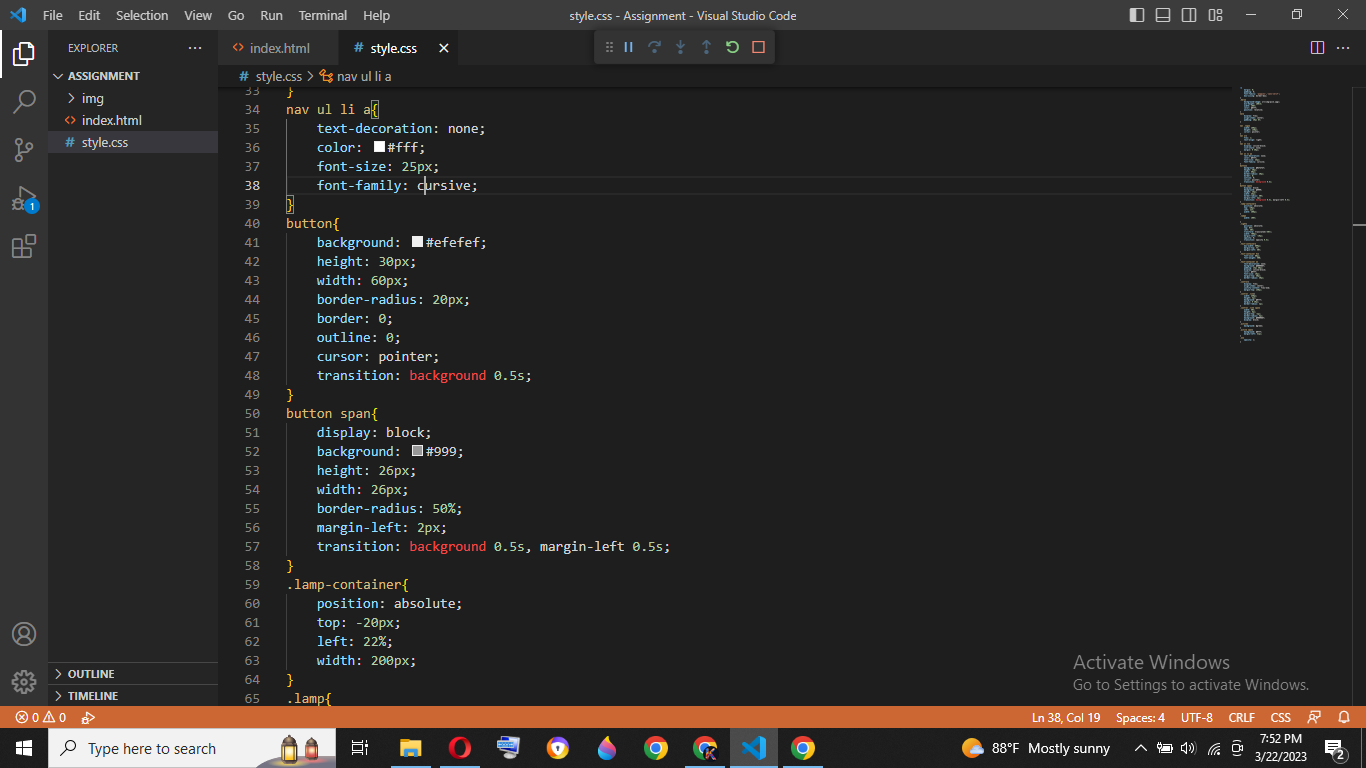 File Edit Selection View Go Run Terminal Help
style.css - Assignment - Visual Studio Code
EXPLORER
index.html
# style.css
ASSIGNMENT
# style.css > nav ul li a
img
index.html
# style.css
33 }
34 nav ul li a{
35 text-decoration: none;
36 color: #fff;
37 font-size: 25px;
38 font-family: cursive;
39 }
40 button{
41 background: #efefef;
42 height: 30px;
43 width: 60px;
44 border-radius: 20px;
45 border: 0;
46 outline: 0;
47 cursor: pointer;
48 transition: background 0.5s;
49 }
50 button span{
51 display: block;
52 background: #999;
53 height: 26px;
54 width: 26px;
55 border-radius: 50%;
56 margin-left: 2px;
57 transition: background 0.5s, margin-left 0.5s;
58 }
59 .lamp-container{
60 position: absolute;
61 top: -20px;
62 left: 22%;
63 width: 200px;
64 }
65 .lamp{
1
OUTLINE
TIMELINE
Activate Windows
Go to Settings to activate Windows.
0 0
Ln 38, Col 19 Spaces: 4 UTF-8 CRLF CSS
Type here to search
K
88°F Mostly sunny
7:52 PM
3/22/2023
2